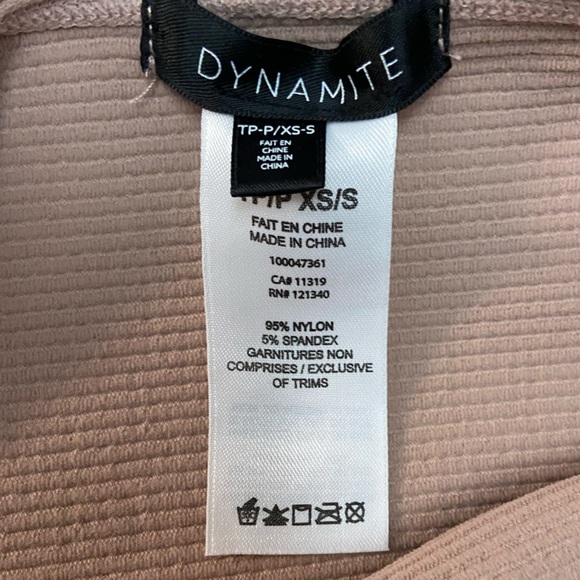 DYNAMITE
TP-P/XS-S
FAIT EN
CHINE
MADE IN
CHINA
TP/P XS/S
FAIT EN CHINE
MADE IN CHINA
100047361
CA# 11319
RN# 121340
95% NYLON
5% SPANDEX
GARNITURES NON
COMPRISES / EXCLUSIVE
OF TRIMS